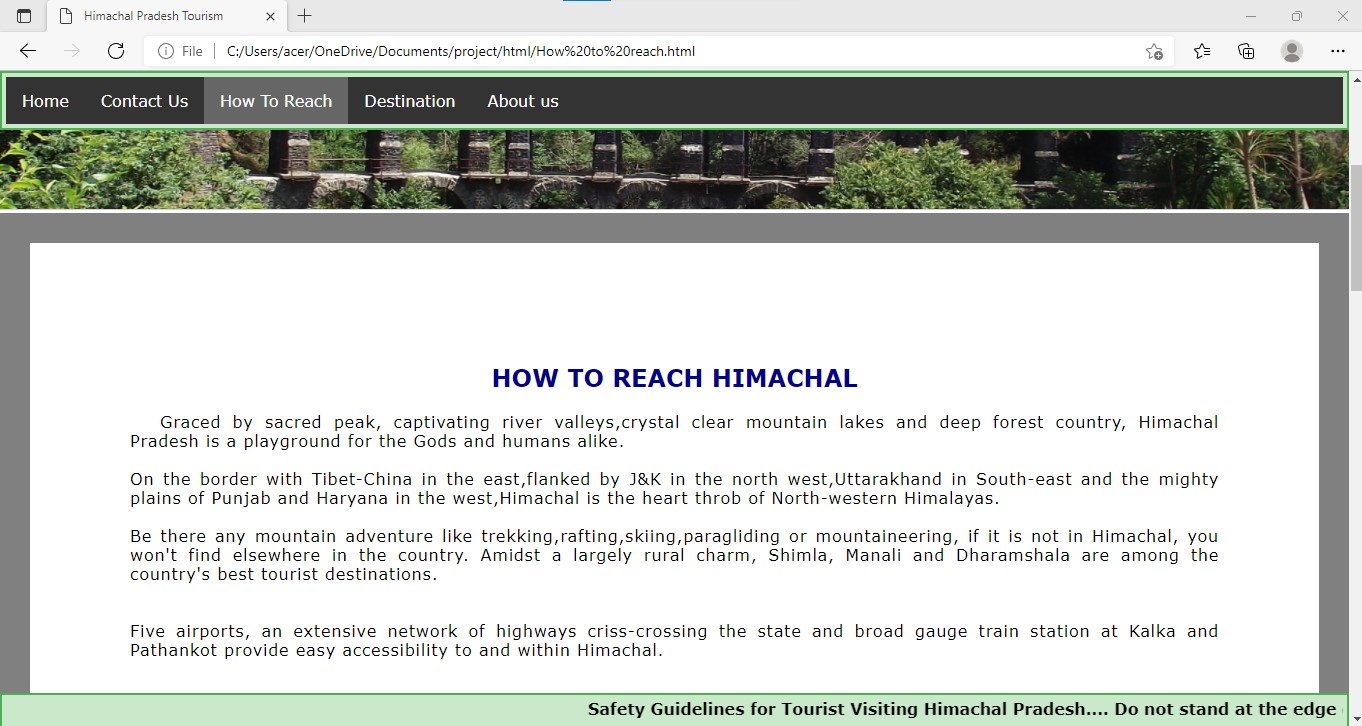 Himachal Pradesh Tourism
File
C:/Users/acer/OneDrive/Documents/project/html/How%20to%20reach.html
Home Contact Us How To Reach Destination About us
HOW TO REACH HIMACHAL
Graced by sacred peak, captivating river valleys,crystal clear mountain lakes and deep forest country, Himachal
Pradesh is a playground for the Gods and humans alike.
On the border with Tibet-China in the east,flanked by J&K in the north west,Uttarakhand in South-east and the mighty
plains of Punjab and Haryana in the west,Himachal is the heart throb of North-western Himalayas.
Be there any mountain adventure like trekking,rafting,skiing,paragliding or mountaineering, if it is not in Himachal, you
won't find elsewhere in the country. Amidst a largely rural charm, Shimla, Manali and Dharamshala are among the
country's best tourist destinations.
Five airports, an extensive network of highways criss-crossing the state and broad gauge train station at Kalka and
Pathankot provide easy accessibility to and within Himachal.
Safety Guidelines for Tourist Visiting Himachal Pradesh.... Do not stand at the edge